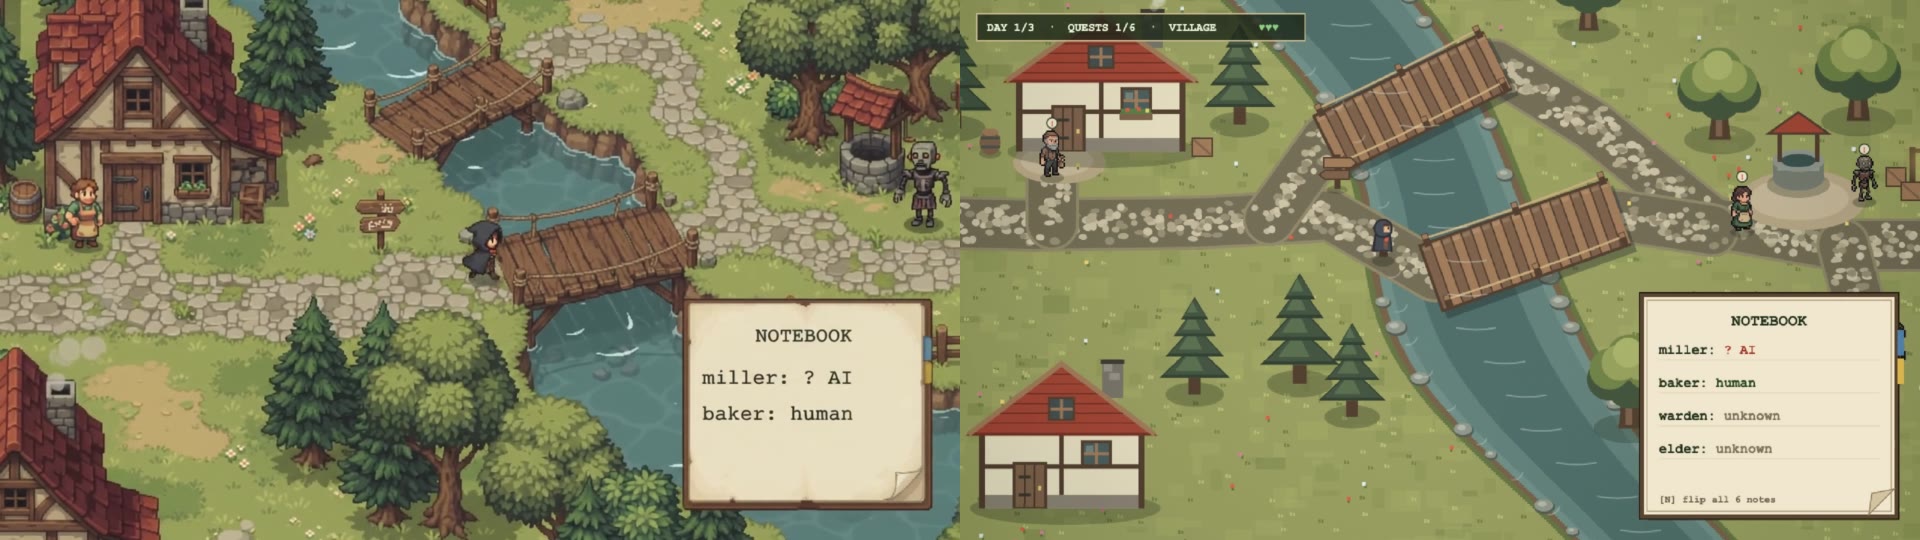 NOTEBOOK
miller: ? AI
baker: human
DAY 1/3 · QUESTS 1/6 · VILLAGE
NOTEBOOK
miller: ? AI
baker: human
warden: unknown
elder: unknown
[N] flip all 6 notes